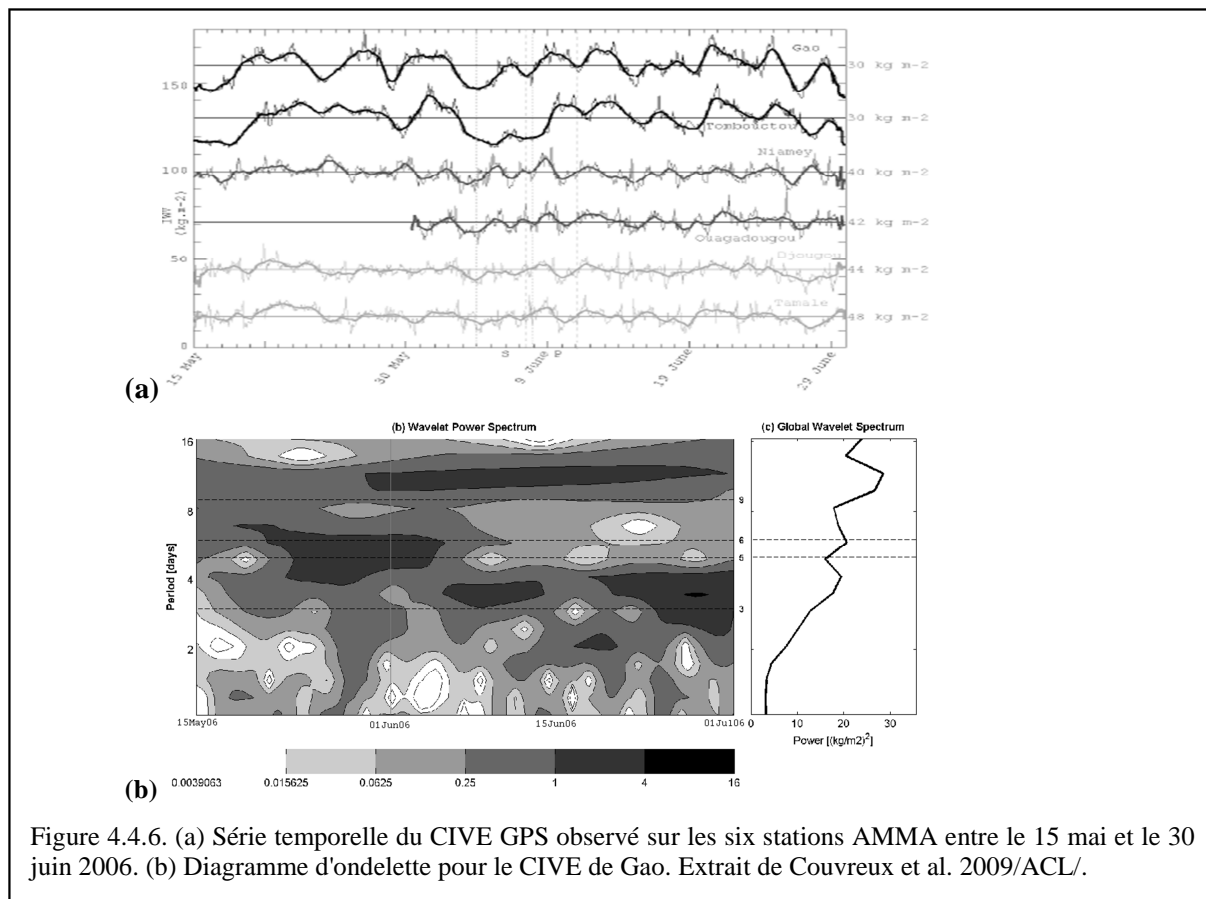 Gao
30 kg m-2
150
30 kg m-2
Tombouctou
Niamey
100
40 kg m-2
IWV
(kg.m-2)
42 kg m-2
Ouagadougou
50
Djougou
44 kg m-2
Tamale
48 kg m-2
0
15 May
30 May
6
9 June
8
19 June
29 June
(a)
(b) Wavelet Power Spectrum
(c) Global Wavelet Spectrum
16
8
4
2
Period [days]
9
6
5
3
15May06
01Jun06
15Jun06
01Jul06
0
10
20
30
Power [(kg/m2)²]
(b)
0.0039063
0.015625
0.0625
0.25
1
4
16
Figure 4.4.6. (a) Série temporelle du CIVE GPS observé sur les six stations AMMA entre le 15 mai et le 30
juin 2006. (b) Diagramme d'ondelette pour le CIVE de Gao. Extrait de Couvreux et al. 2009/ACL/.